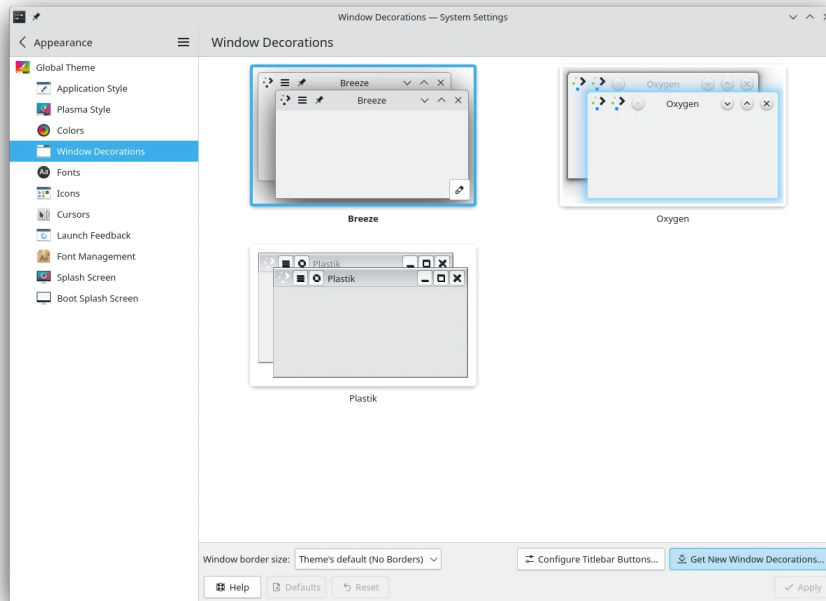 Window Decorations — System Settings
Appearance
Window Decorations
Global Theme
Application Style
Plasma Style
Colors
Window Decorations
Fonts
Icons
Cursors
Launch Feedback
Font Management
Splash Screen
Boot Splash Screen
Breeze
Breeze
Breeze
Oxygen
Oxygen
Oxygen
Plastik
Plastik
Plastik
Window border size: Theme's default (No Borders)
Configure Titlebar Buttons...
Get New Window Decorations...
Help
Defaults
Reset
Apply